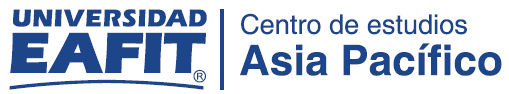 UNIVERSIDAD
EAFIT®
Centro de estudios
Asia Pacífico